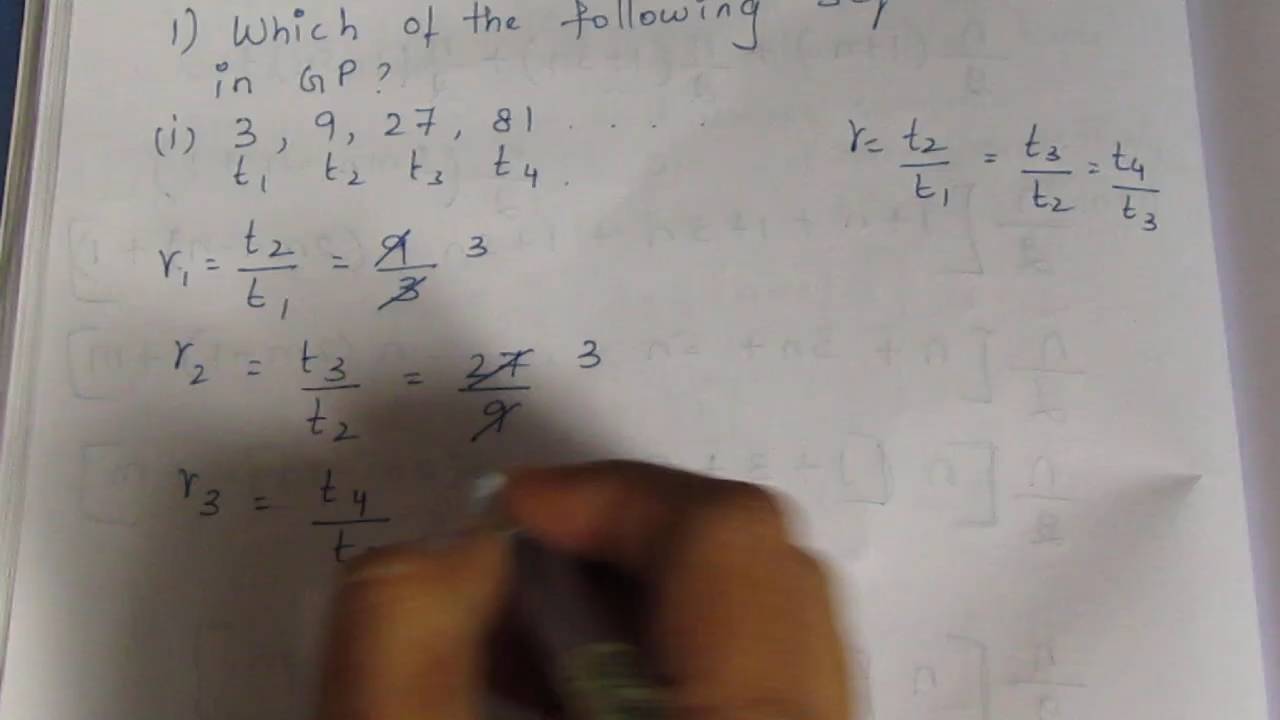 1) Which of the following
in GP?
(i) 3, 9, 27, 81 . . . .
t1 t2 t3 t4 .
r = t2/t1 = t3/t2 = t4/t3
r1 = t2/t1 = 9/3 3
r2 = t3/t2 = 27/9 3
r3 = t4/t